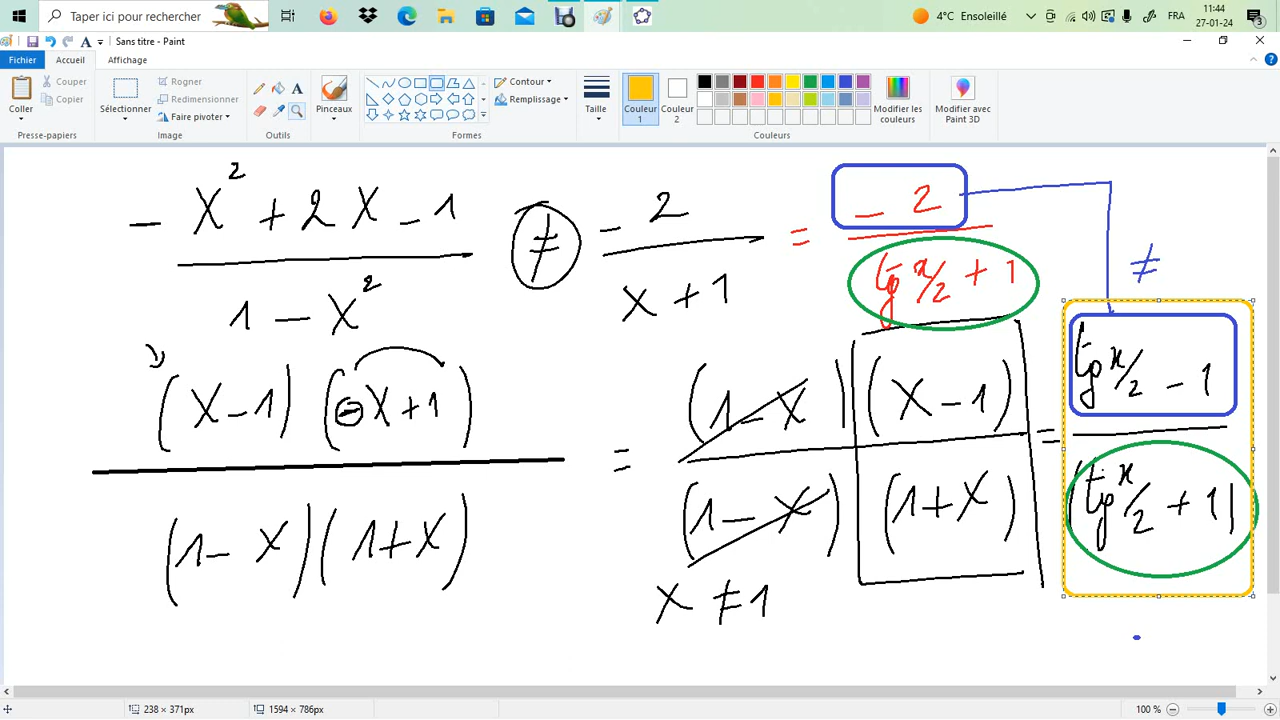 Taper ici pour rechercher
4°C Ensoleillé
FRA
11:44
27-01-24
3
Sans titre - Paint
Fichier
Accueil
Affichage
Coller
Couper
Copier
Presse-papiers
Sélectionner
Rogner
Redimensionner
Faire pivoter
Image
Outils
Pinceaux
Contour
Remplissage
Formes
Taille
Couleur 1
Couleur 2
Modifier les couleurs
Modifier avec Paint 3D
Couleurs
- X² + 2X - 1 ≠ - 2 = - 2
1 - X² x + 1 tg x/2 + 1
≠
(X - 1) (-X + 1) = (1 - X) (X - 1) = tg x/2 - 1
(1 - X) (1 + X) (1 - X) (1 + X) (tg x/2 + 1)
X ≠ 1
238 × 371px
1594 × 786px
100 %